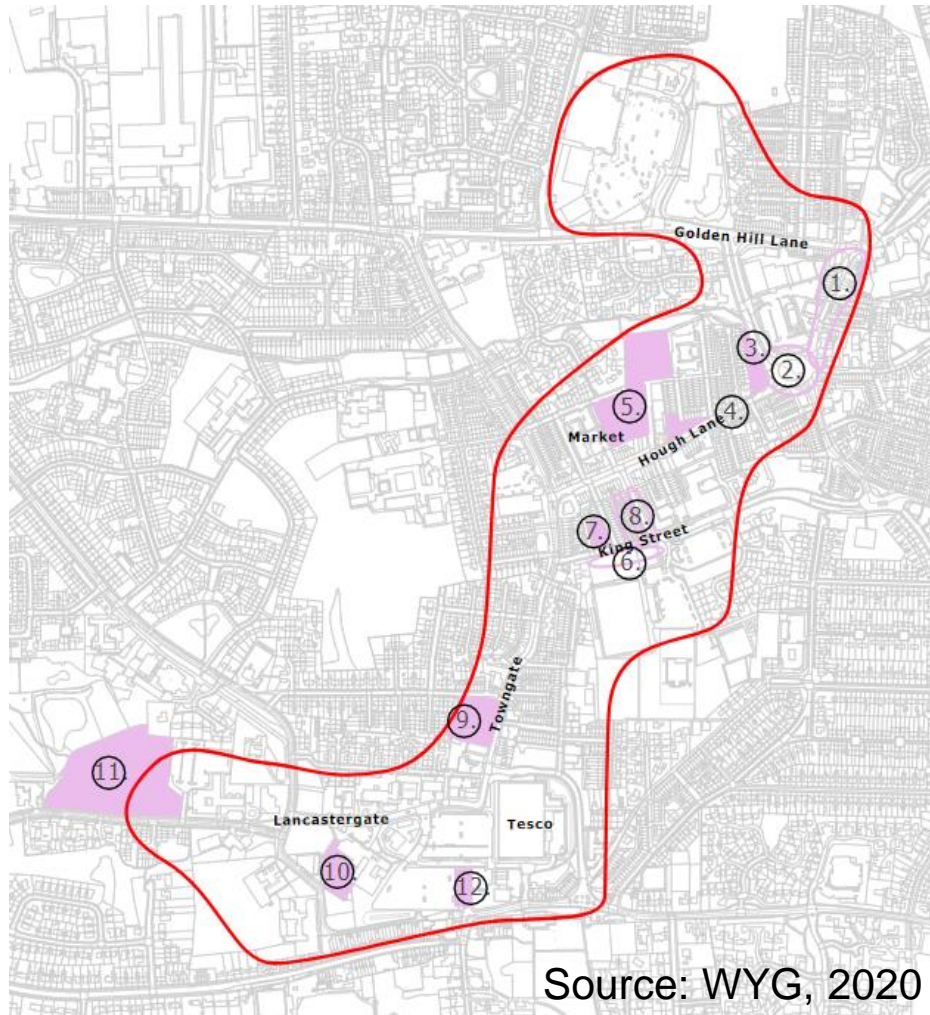 Golden Hill Lane
1.
3.
2.
5.
4.
Market
Hough Lane
8.
7.
King Street
6.
Towngate
9.
11.
Lancastergate
Tesco
10.
12.
Source: WYG, 2020